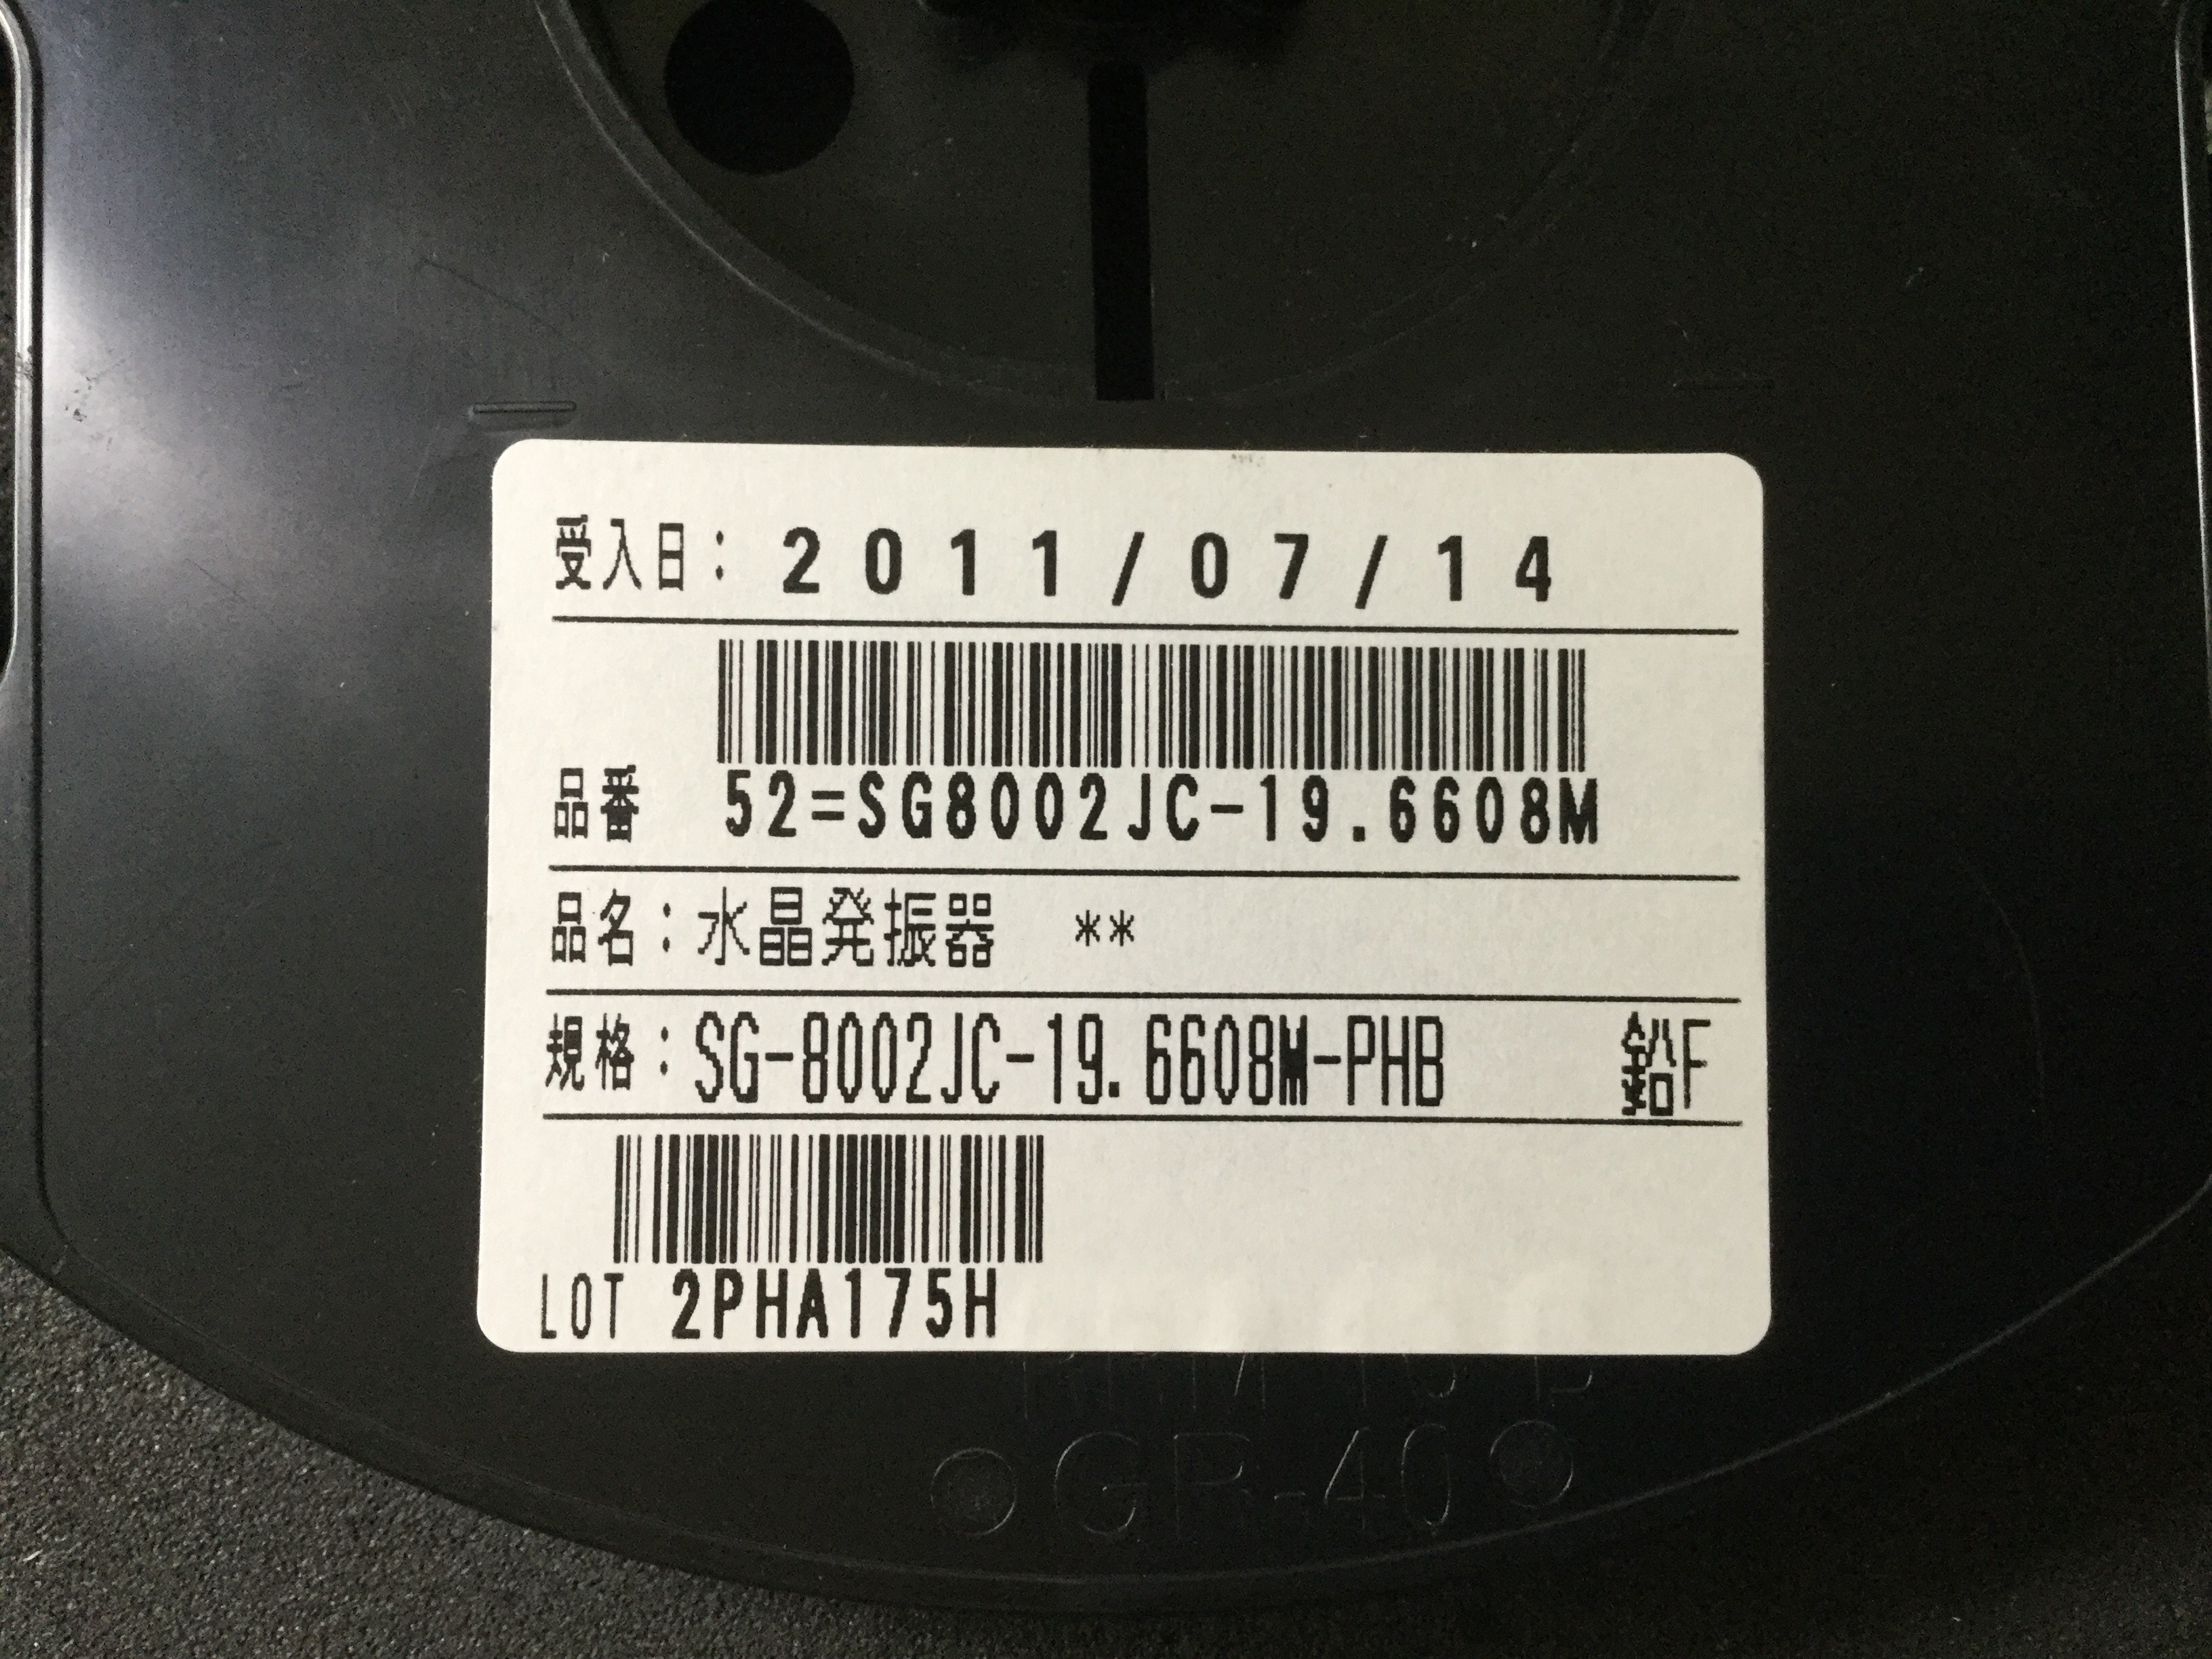 受入日: 2011/07/14
品番 52=SG8002JC-19.6608M
品名:水晶発振器 **
規格:SG-8002JC-19.6608M-PHB 鉛F
LOT 2PHA175H
GR-40